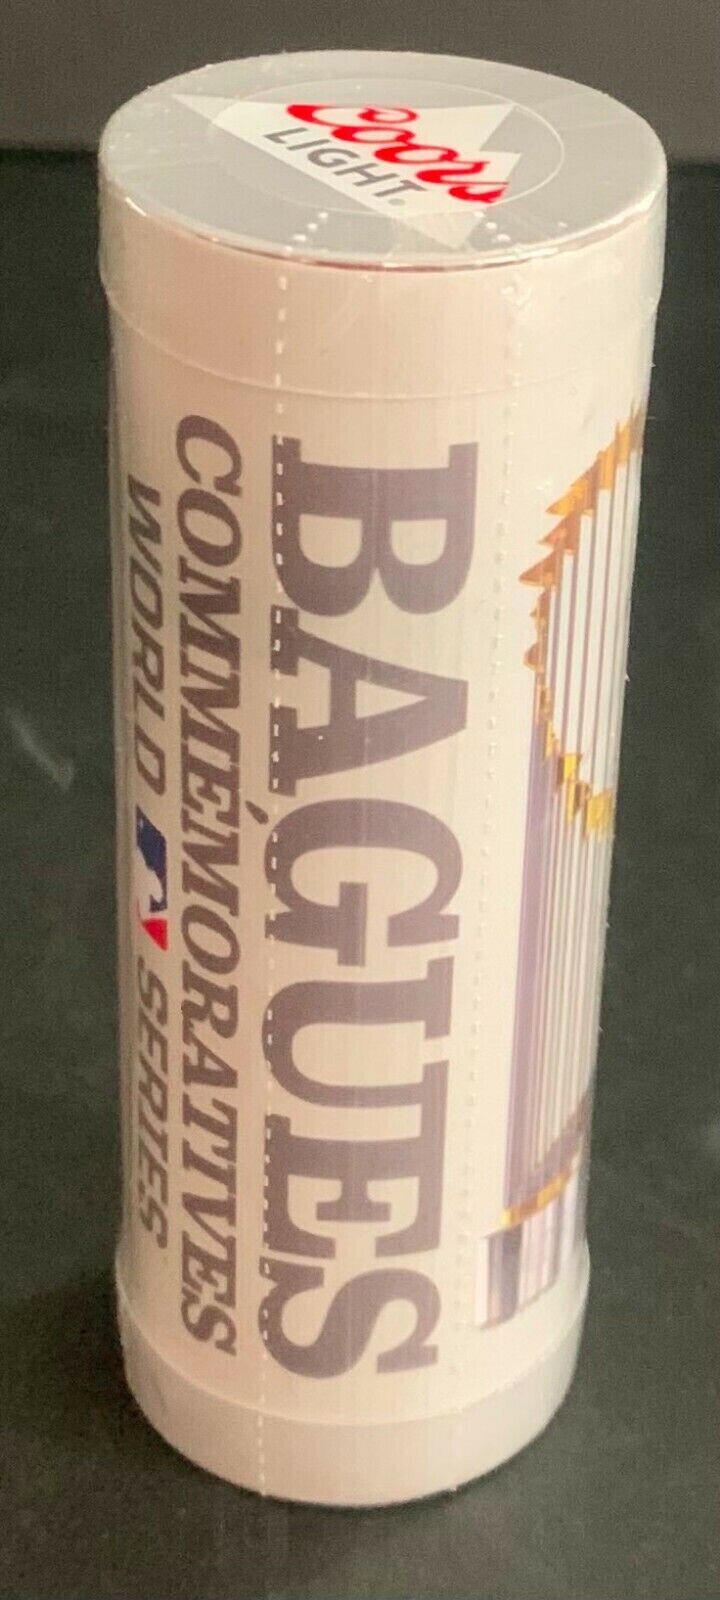 Coors
LIGHT®
BAGUES
COMMÉMORATIVES
WORLD SERIES